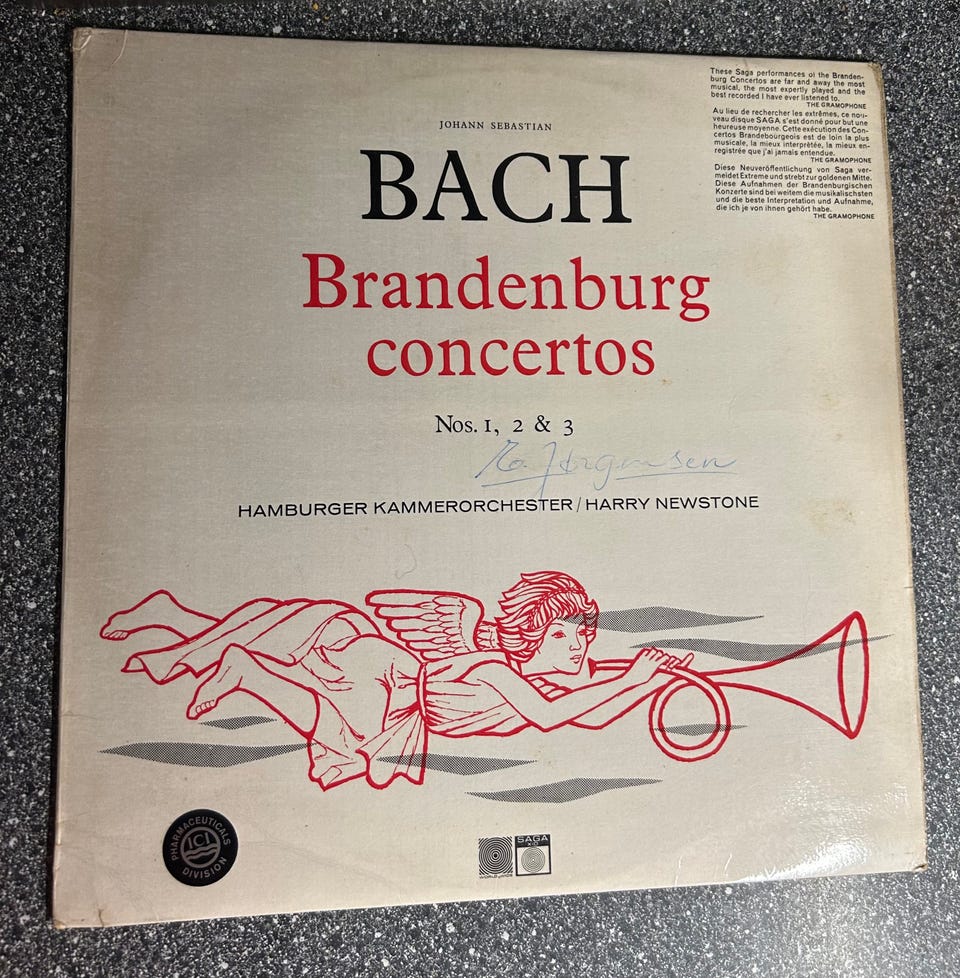 These Saga performances of the Branden-
burg Concertos are far and away the most
musical, the most expertly played and the
best recorded I have ever listened to.
THE GRAMOPHONE
Au lieu de rechercher les extrêmes, ce nou-
veau disque SAGA s'est donné pour but une
heureuse moyenne. Cette exécution des Con-
certos Brandebourgeois est de loin la plus
musicale, la mieux interprètée, la mieux en-
registrée que j'ai jamais entendue.
THE GRAMOPHONE
Diese Neuveröffentlichung von Saga ver-
meidet Extreme und strebt zur goldenen Mitte.
Diese Aufnahmen der Brandenburgischen
Konzerte sind bei weitem die musikalischsten
und die beste Interpretation und Aufnahme,
die ich je von ihnen gehört habe.
THE GRAMOPHONE
JOHANN SEBASTIAN
BACH
Brandenburg
concertos
Nos. 1, 2 & 3
Jørgensen
HAMBURGER KAMMERORCHESTER / HARRY NEWSTONE
PHARMACEUTICALS
ICI
DIVISION
WORLD WIDE
SAGA